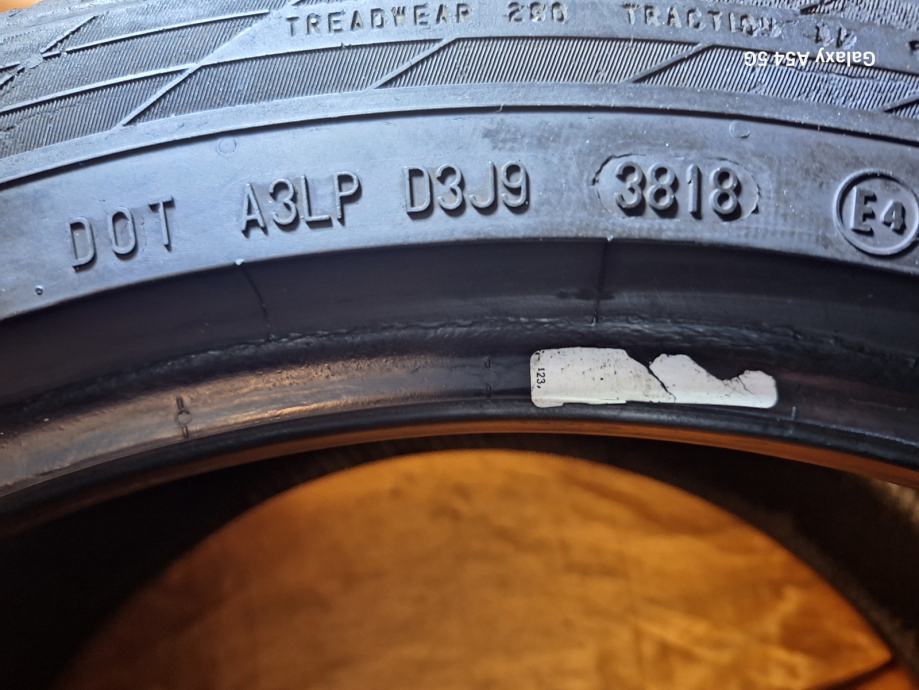 TREADWEAR 280 TRACTION
Galaxy A54 5G
DOT A3LP D3J9 3818 E4
123,